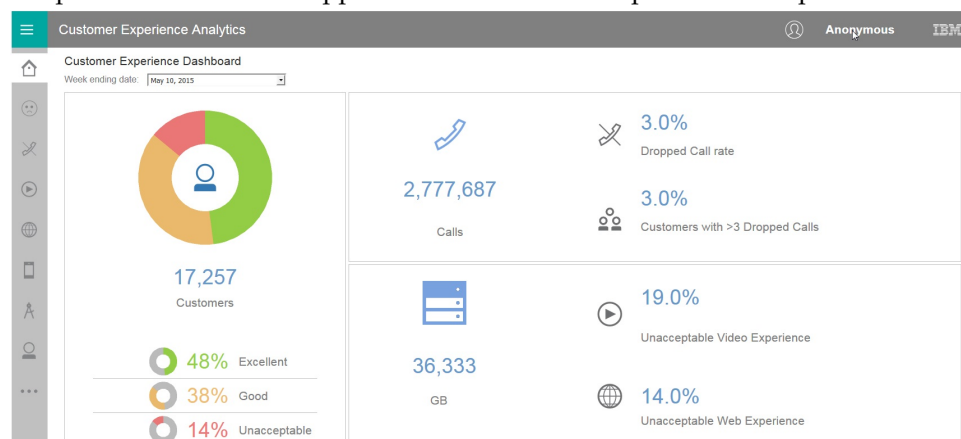 Customer Experience Analytics
Anonymous
IBM
Customer Experience Dashboard
Week ending date: May 10, 2015
17,257
Customers
48% Excellent
38% Good
14% Unacceptable
2,777,687
Calls
3.0%
Dropped Call rate
3.0%
Customers with >3 Dropped Calls
36,333
GB
19.0%
Unacceptable Video Experience
14.0%
Unacceptable Web Experience